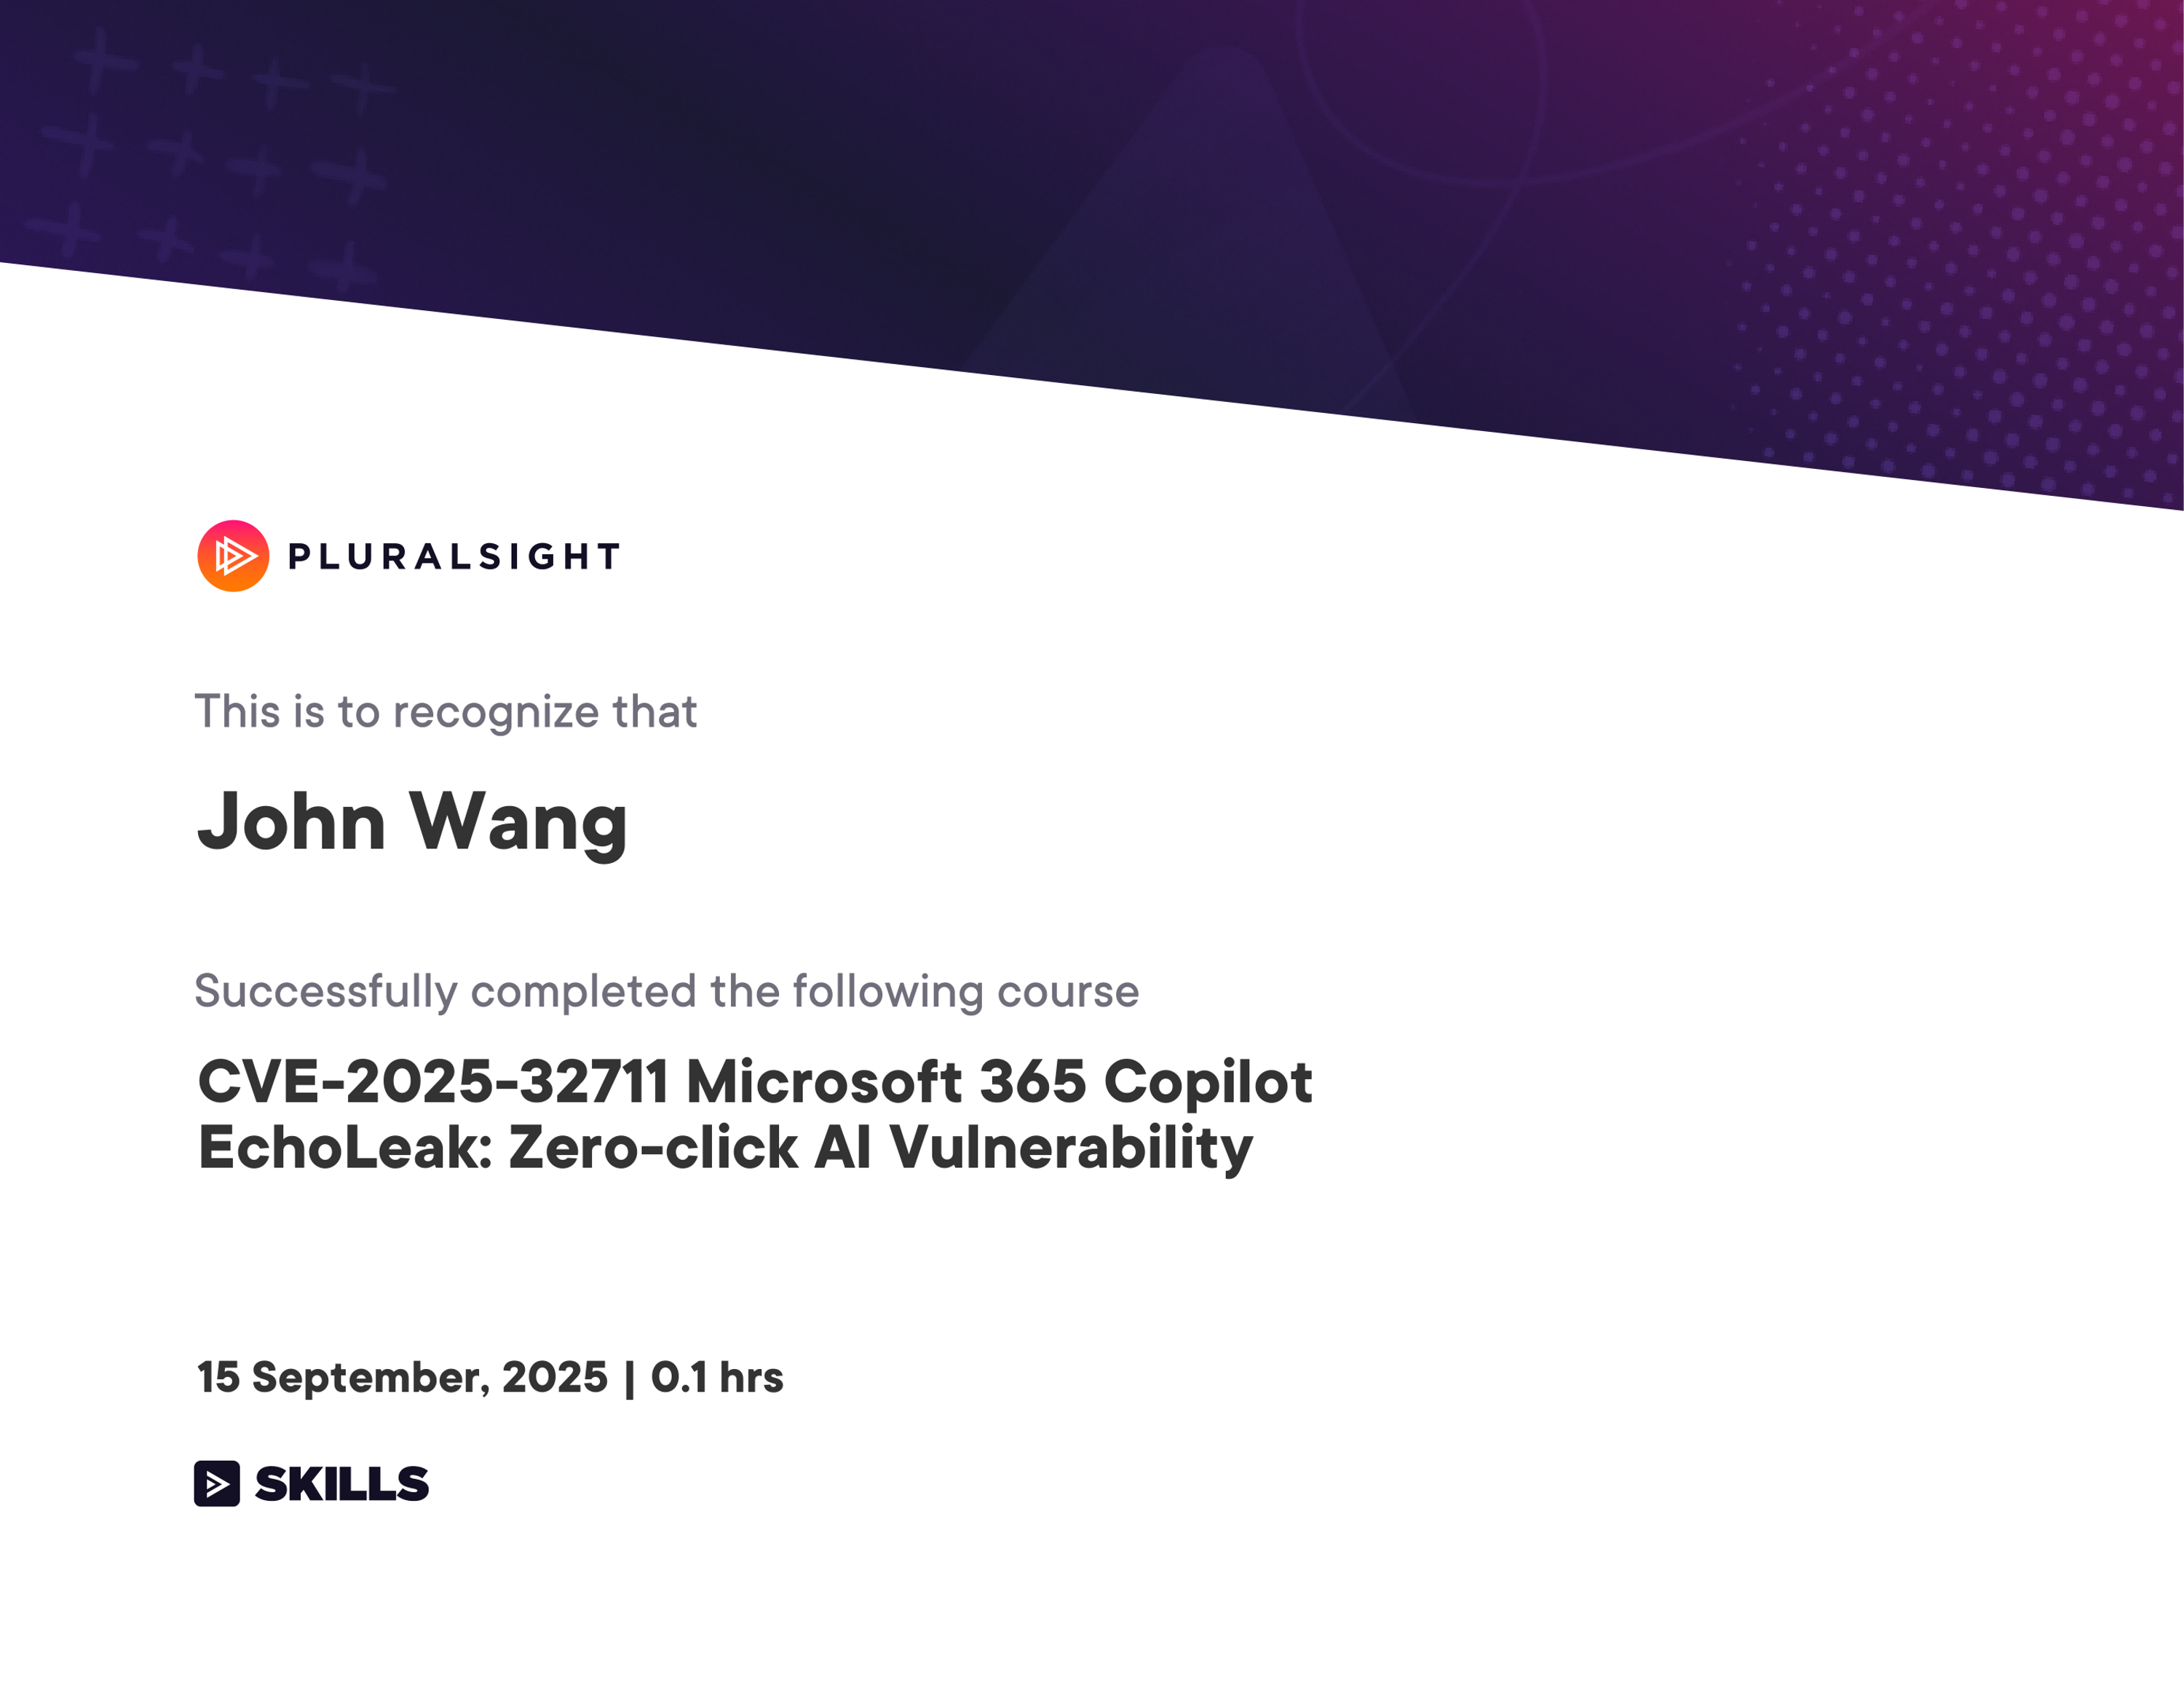 PLURALSIGHT
This is to recognize that
John Wang
Successfully completed the following course
CVE-2025-32711 Microsoft 365 Copilot
EchoLeak: Zero-click AI Vulnerability
15 September, 2025 | 0.1 hrs
SKILLS